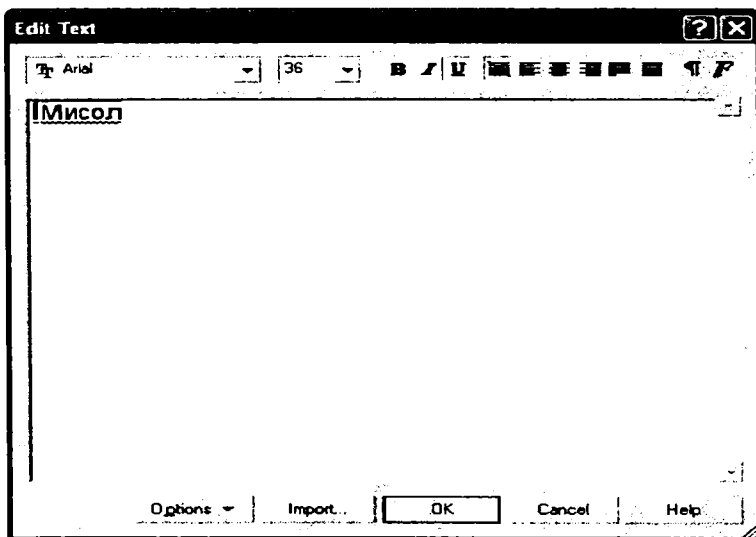 Edit Text
Arial 36 B I U
Мисол
Options Import... OK Cancel Help